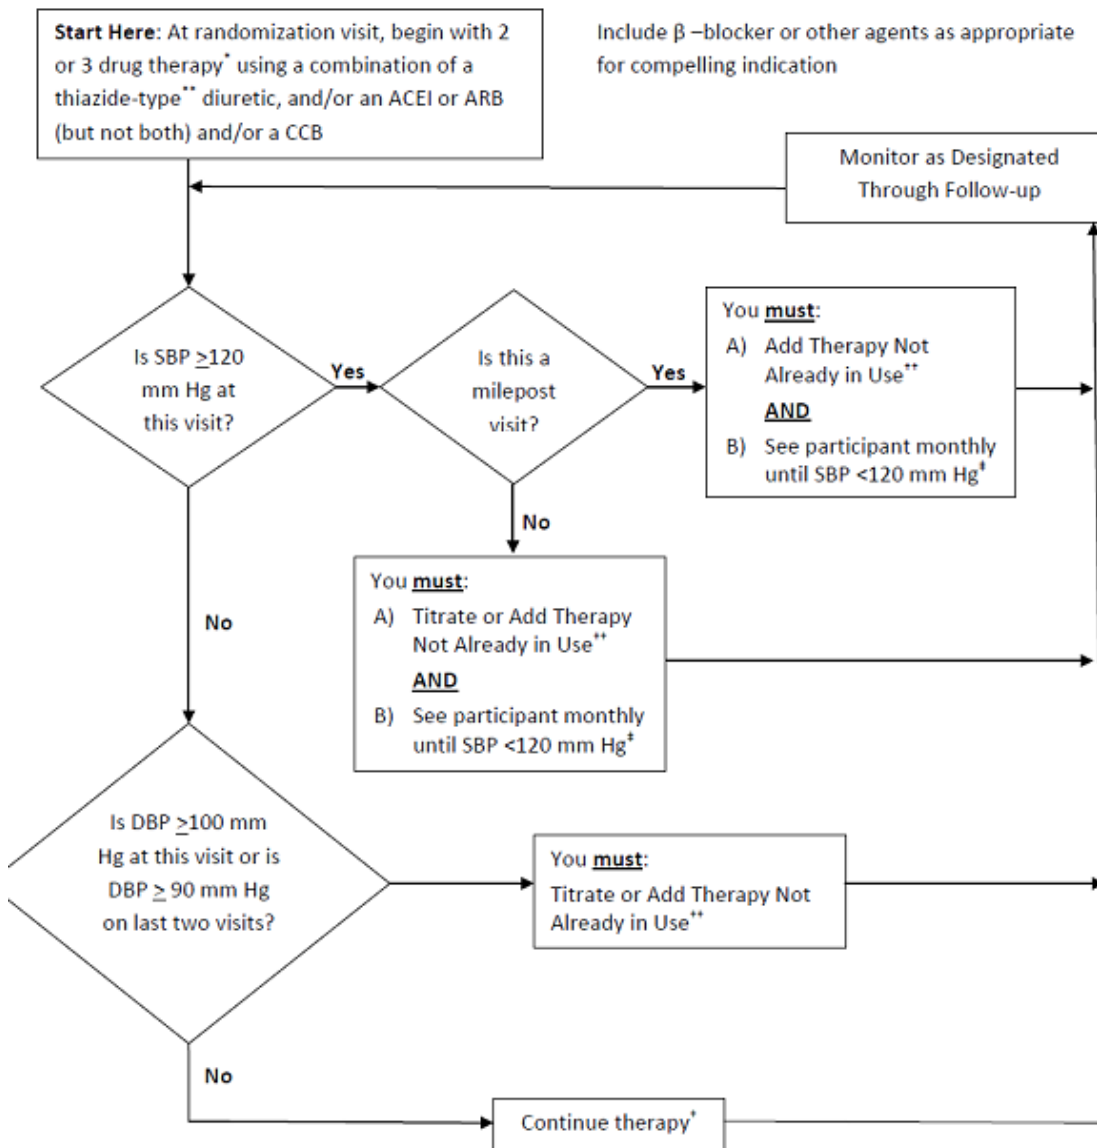 Start Here: At randomization visit, begin with 2
or 3 drug therapy* using a combination of a
thiazide-type** diuretic, and/or an ACEI or ARB
(but not both) and/or a CCB
Include β –blocker or other agents as appropriate
for compelling indication
Monitor as Designated
Through Follow-up
Is SBP ≥120
mm Hg at
this visit?
Yes
Is this a
milepost
visit?
Yes
You must:
A) Add Therapy Not
Already in Use††
AND
B) See participant monthly
until SBP <120 mm Hg‡
No
You must:
A) Titrate or Add Therapy
Not Already in Use††
AND
B) See participant monthly
until SBP <120 mm Hg‡
No
Is DBP ≥100 mm
Hg at this visit or is
DBP ≥ 90 mm Hg
on last two visits?
You must:
Titrate or Add Therapy Not
Already in Use††
No
Continue therapy†